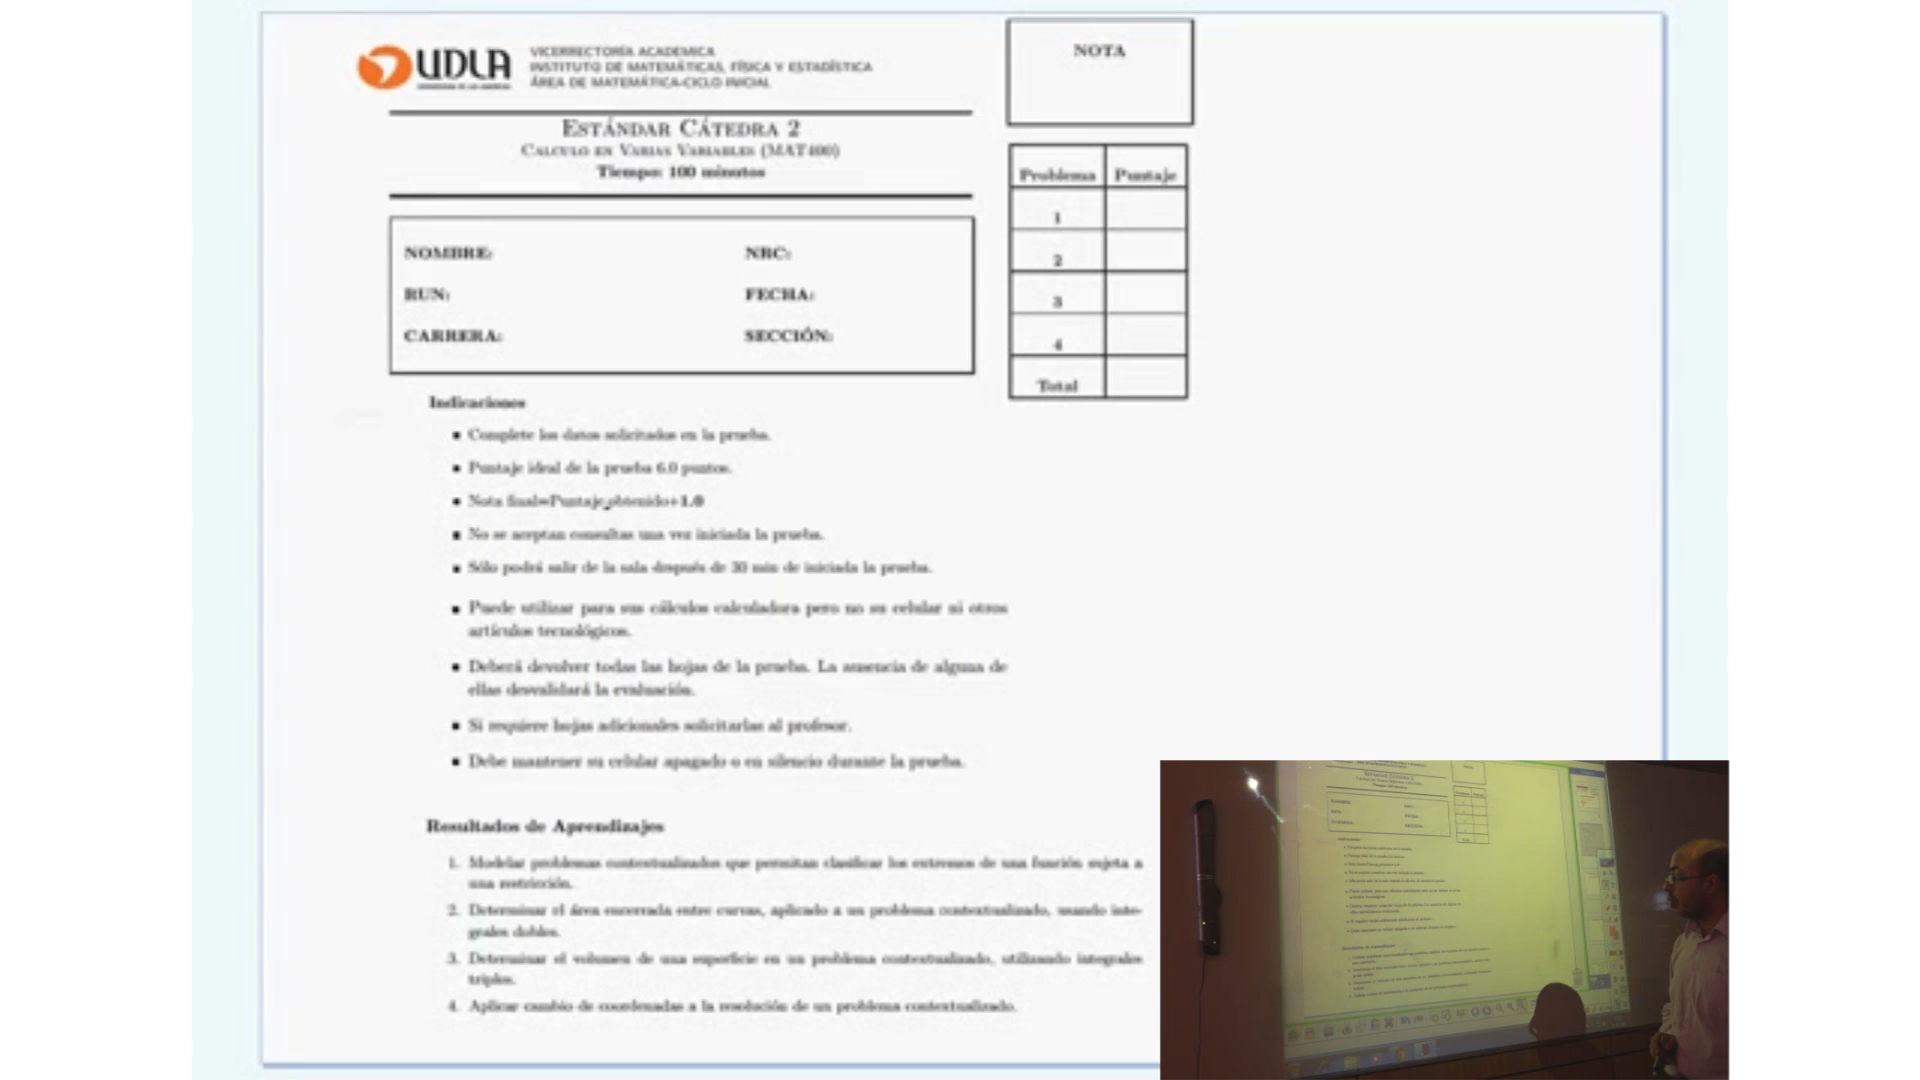 UDLA
VICERRECTORÍA ACADEMICA
INSTITUTO DE MATEMÁTICAS, FÍSICA Y ESTADÍSTICA
ÁREA DE MATEMÁTICA-CICLO INICIAL
NOTA
ESTÁNDAR CÁTEDRA 2
CALCULO EN VARIAS VARIABLES (MAT400)
Tiempo: 100 minutos
Problema Puntaje
1
2
3
4
Total
NOMBRE: NRC:
RUN: FECHA:
CARRERA: SECCIÓN:
Indicaciones
Complete los datos solicitados en la prueba.
Puntaje ideal de la prueba 6.0 puntos.
Nota final=Puntaje obtenido+1.0
No se aceptan consultas una vez iniciada la prueba.
Sólo podrá salir de la sala después de 30 min de iniciada la prueba.
Puede utilizar para sus cálculos calculadora pero no su celular ni otros
artículos tecnológicos.
Deberá devolver todas las hojas de la prueba. La ausencia de alguna de
ellas desvalidará la evaluación.
Si requiere hojas adicionales solicitarlas al profesor.
Debe mantener su celular apagado o en silencio durante la prueba.
Resultados de Aprendizajes
1. Modelar problemas contextualizados que permitan clasificar los extremos de una función sujeta a
una restricción.
2. Determinar el área encerrada entre curvas, aplicado a un problema contextualizado, usando inte-
grales dobles.
3. Determinar el volumen de una superficie en un problema contextualizado, utilizando integrales
triples.
4. Aplicar cambio de coordenadas a la resolución de un problema contextualizado.